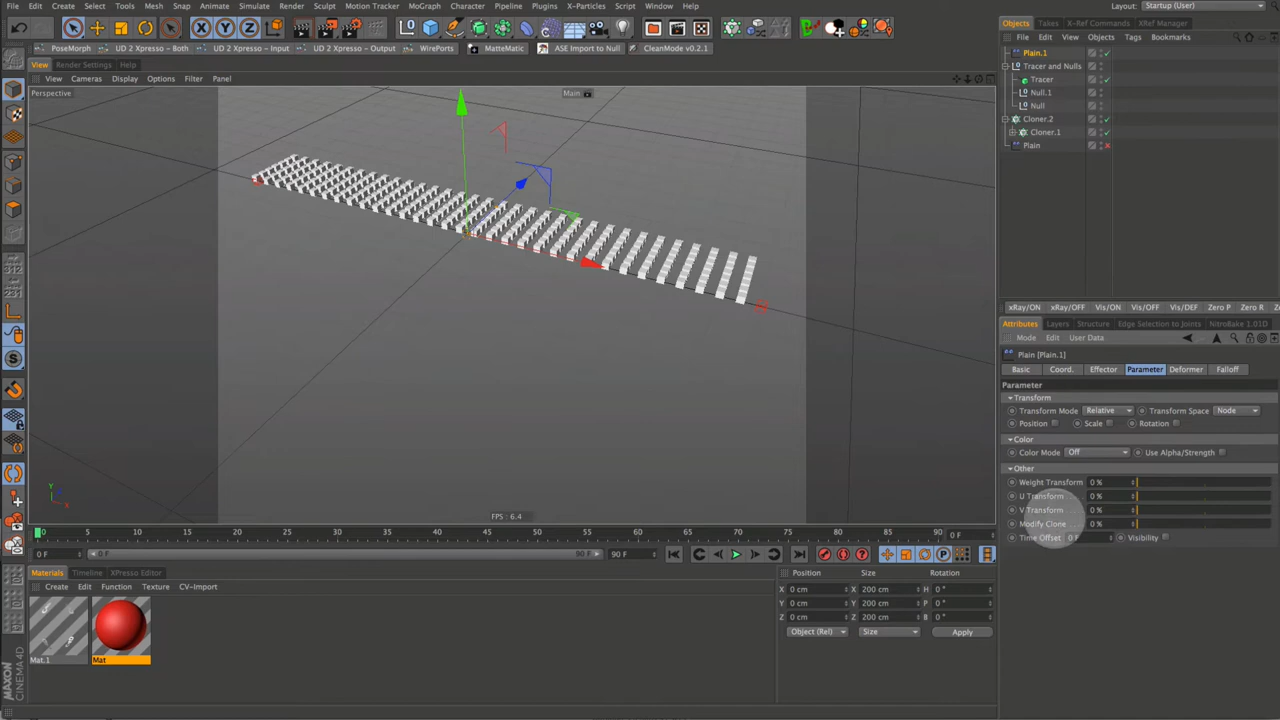 File Edit Create Select Tools Mesh Snap Animate Simulate Render Sculpt Motion Tracker MoGraph Character Pipeline Plugins X-Particles Script Window Help Layout: Startup (User)
Objects Takes X-Ref Commands XRef Manager
File Edit View Objects Tags Bookmarks
PoseMorph UD 2 Xpresso - Both UD 2 Xpresso - Input UD 2 Xpresso - Output WirePorts MatteMatic ASE Import to Null CleanMode v0.2.1
View Render Settings Help
View Cameras Display Options Filter Panel
Perspective Main
Plain.1
Tracer and Nulls
Tracer
Null.1
Null
Cloner.2
Cloner.1
Plain
xRay/ON xRay/OFF Vis/ON Vis/OFF Vis/DEF Zero P Zero R
Attributes Layers Structure Edge Selection to Joints NitroBake 1.01D
Mode Edit User Data
Plain [Plain.1]
Basic Coord. Effector Parameter Deformer Falloff
Parameter
Transform
Transform Mode Relative Transform Space Node
Position Scale Rotation
Color
Color Mode Off Use Alpha/Strength
Other
Weight Transform 0 %
U Transform 0 %
V Transform 0 %
Modify Clone 0 %
Time Offset 0 F Visibility
Y
X
FPS : 6.4
0 5 10 15 20 25 30 35 40 45 50 55 60 65 70 75 80 85 90 0 F
0 F 0 F 90 F 90 F
Materials Timeline XPresso Editor
Create Edit Function Texture CV-Import
Mat.1 Mat
Position Size Rotation
X 0 cm X 200 cm H 0 °
Y 0 cm Y 200 cm P 0 °
Z 0 cm Z 200 cm B 0 °
Object (Rel) Size Apply
MAXON
CINEMA 4D